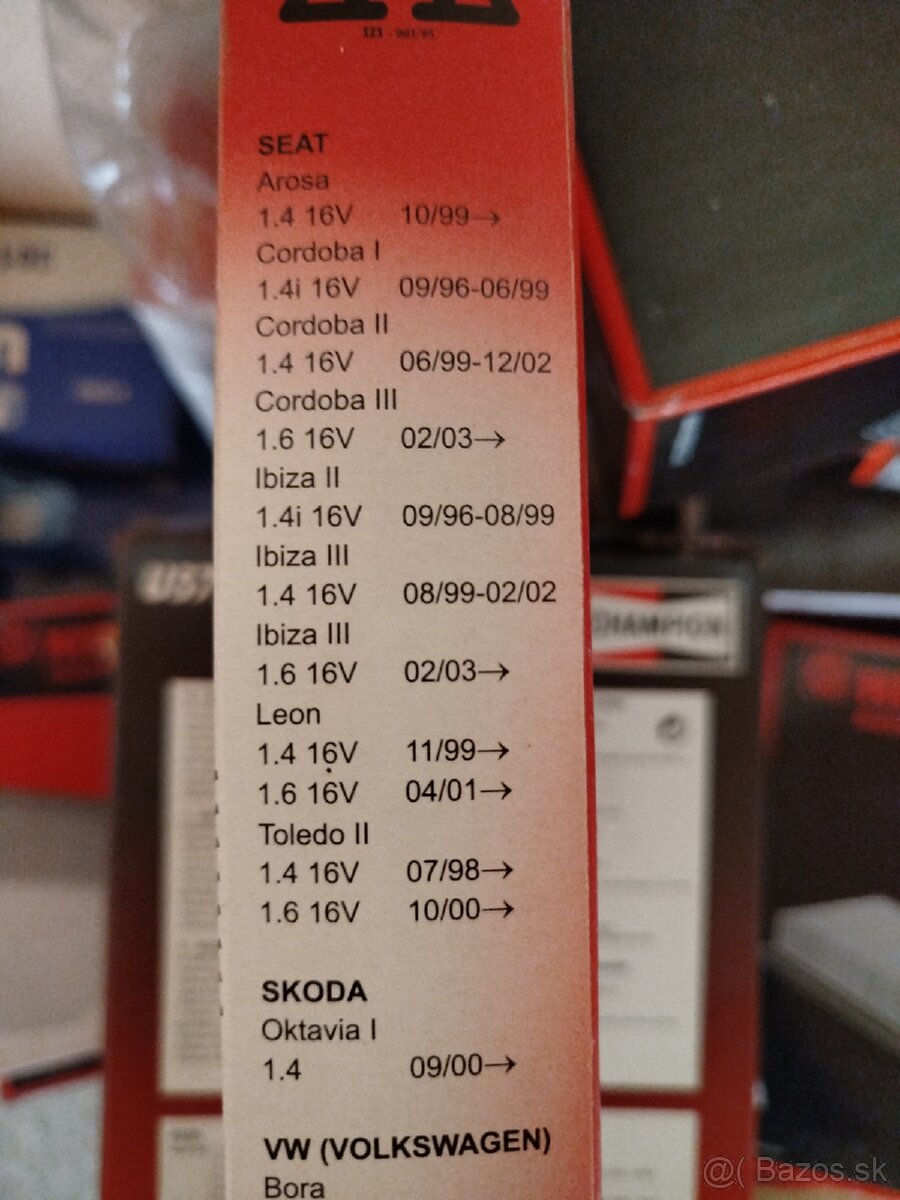 SEAT
Arosa
1.4 16V 10/99→
Cordoba I
1.4i 16V 09/96-06/99
Cordoba II
1.4 16V 06/99-12/02
Cordoba III
1.6 16V 02/03→
Ibiza II
1.4i 16V 09/96-08/99
Ibiza III
1.4 16V 08/99-02/02
Ibiza III
1.6 16V 02/03→
Leon
1.4 16V 11/99→
1.6 16V 04/01→
Toledo II
1.4 16V 07/98→
1.6 16V 10/00→
SKODA
Oktavia I
1.4 09/00→
VW (VOLKSWAGEN)
Bora
CHAMPION
@( Bazos.sk